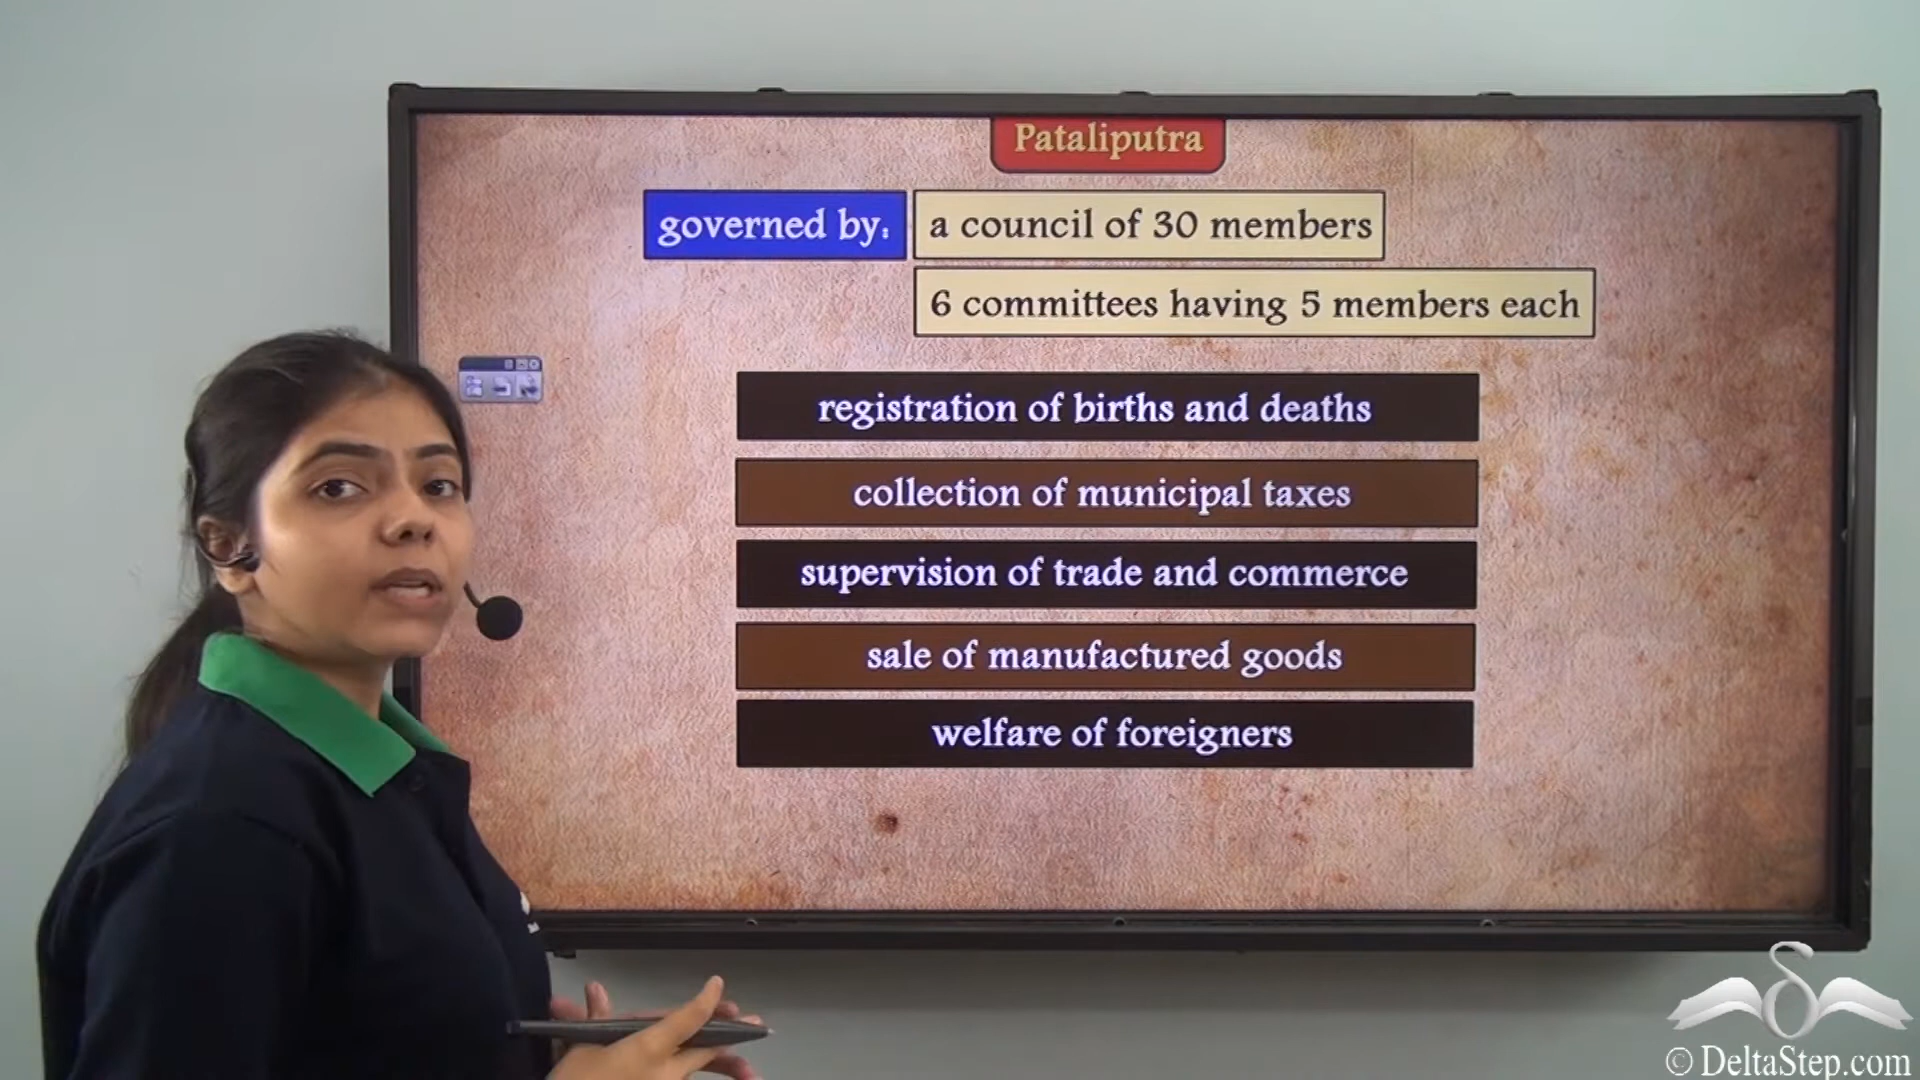 Pataliputra
governed by:
a council of 30 members
6 committees having 5 members each
registration of births and deaths
collection of municipal taxes
supervision of trade and commerce
sale of manufactured goods
welfare of foreigners
© DeltaStep.com